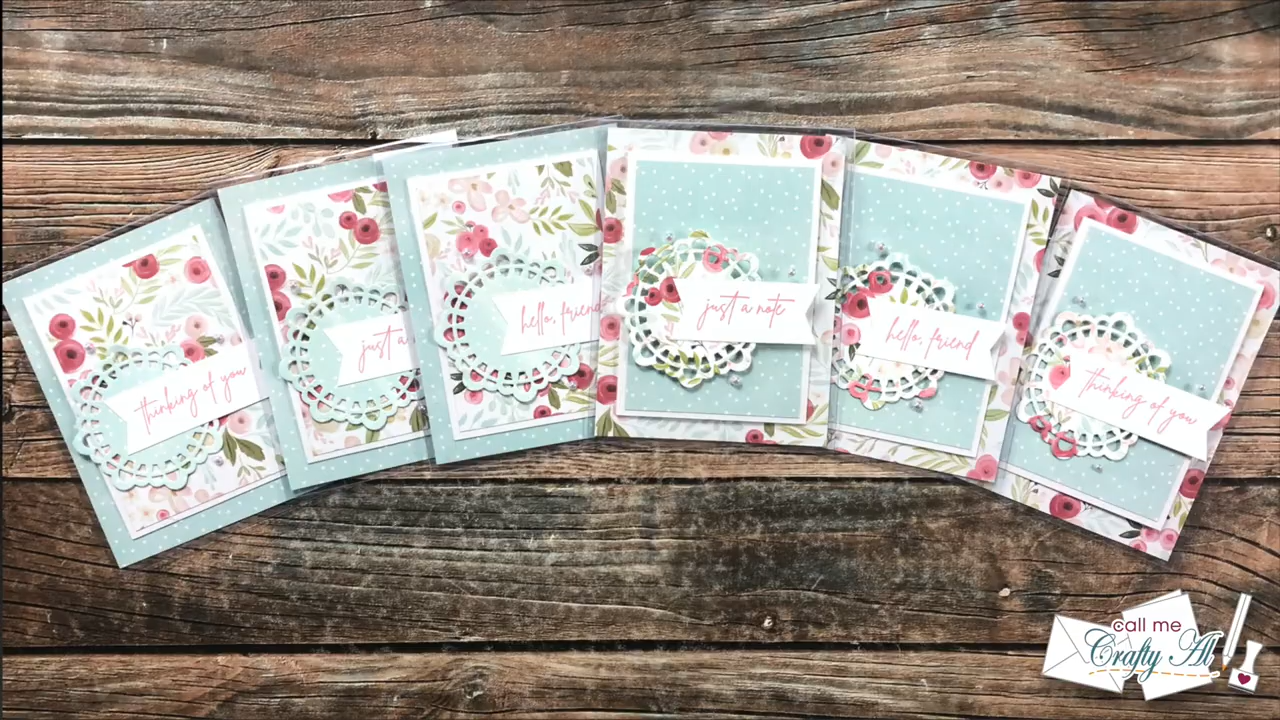 thinking of you
just a
hello, friend
just a note
hello, friend
thinking of you
call me
Crafty Al